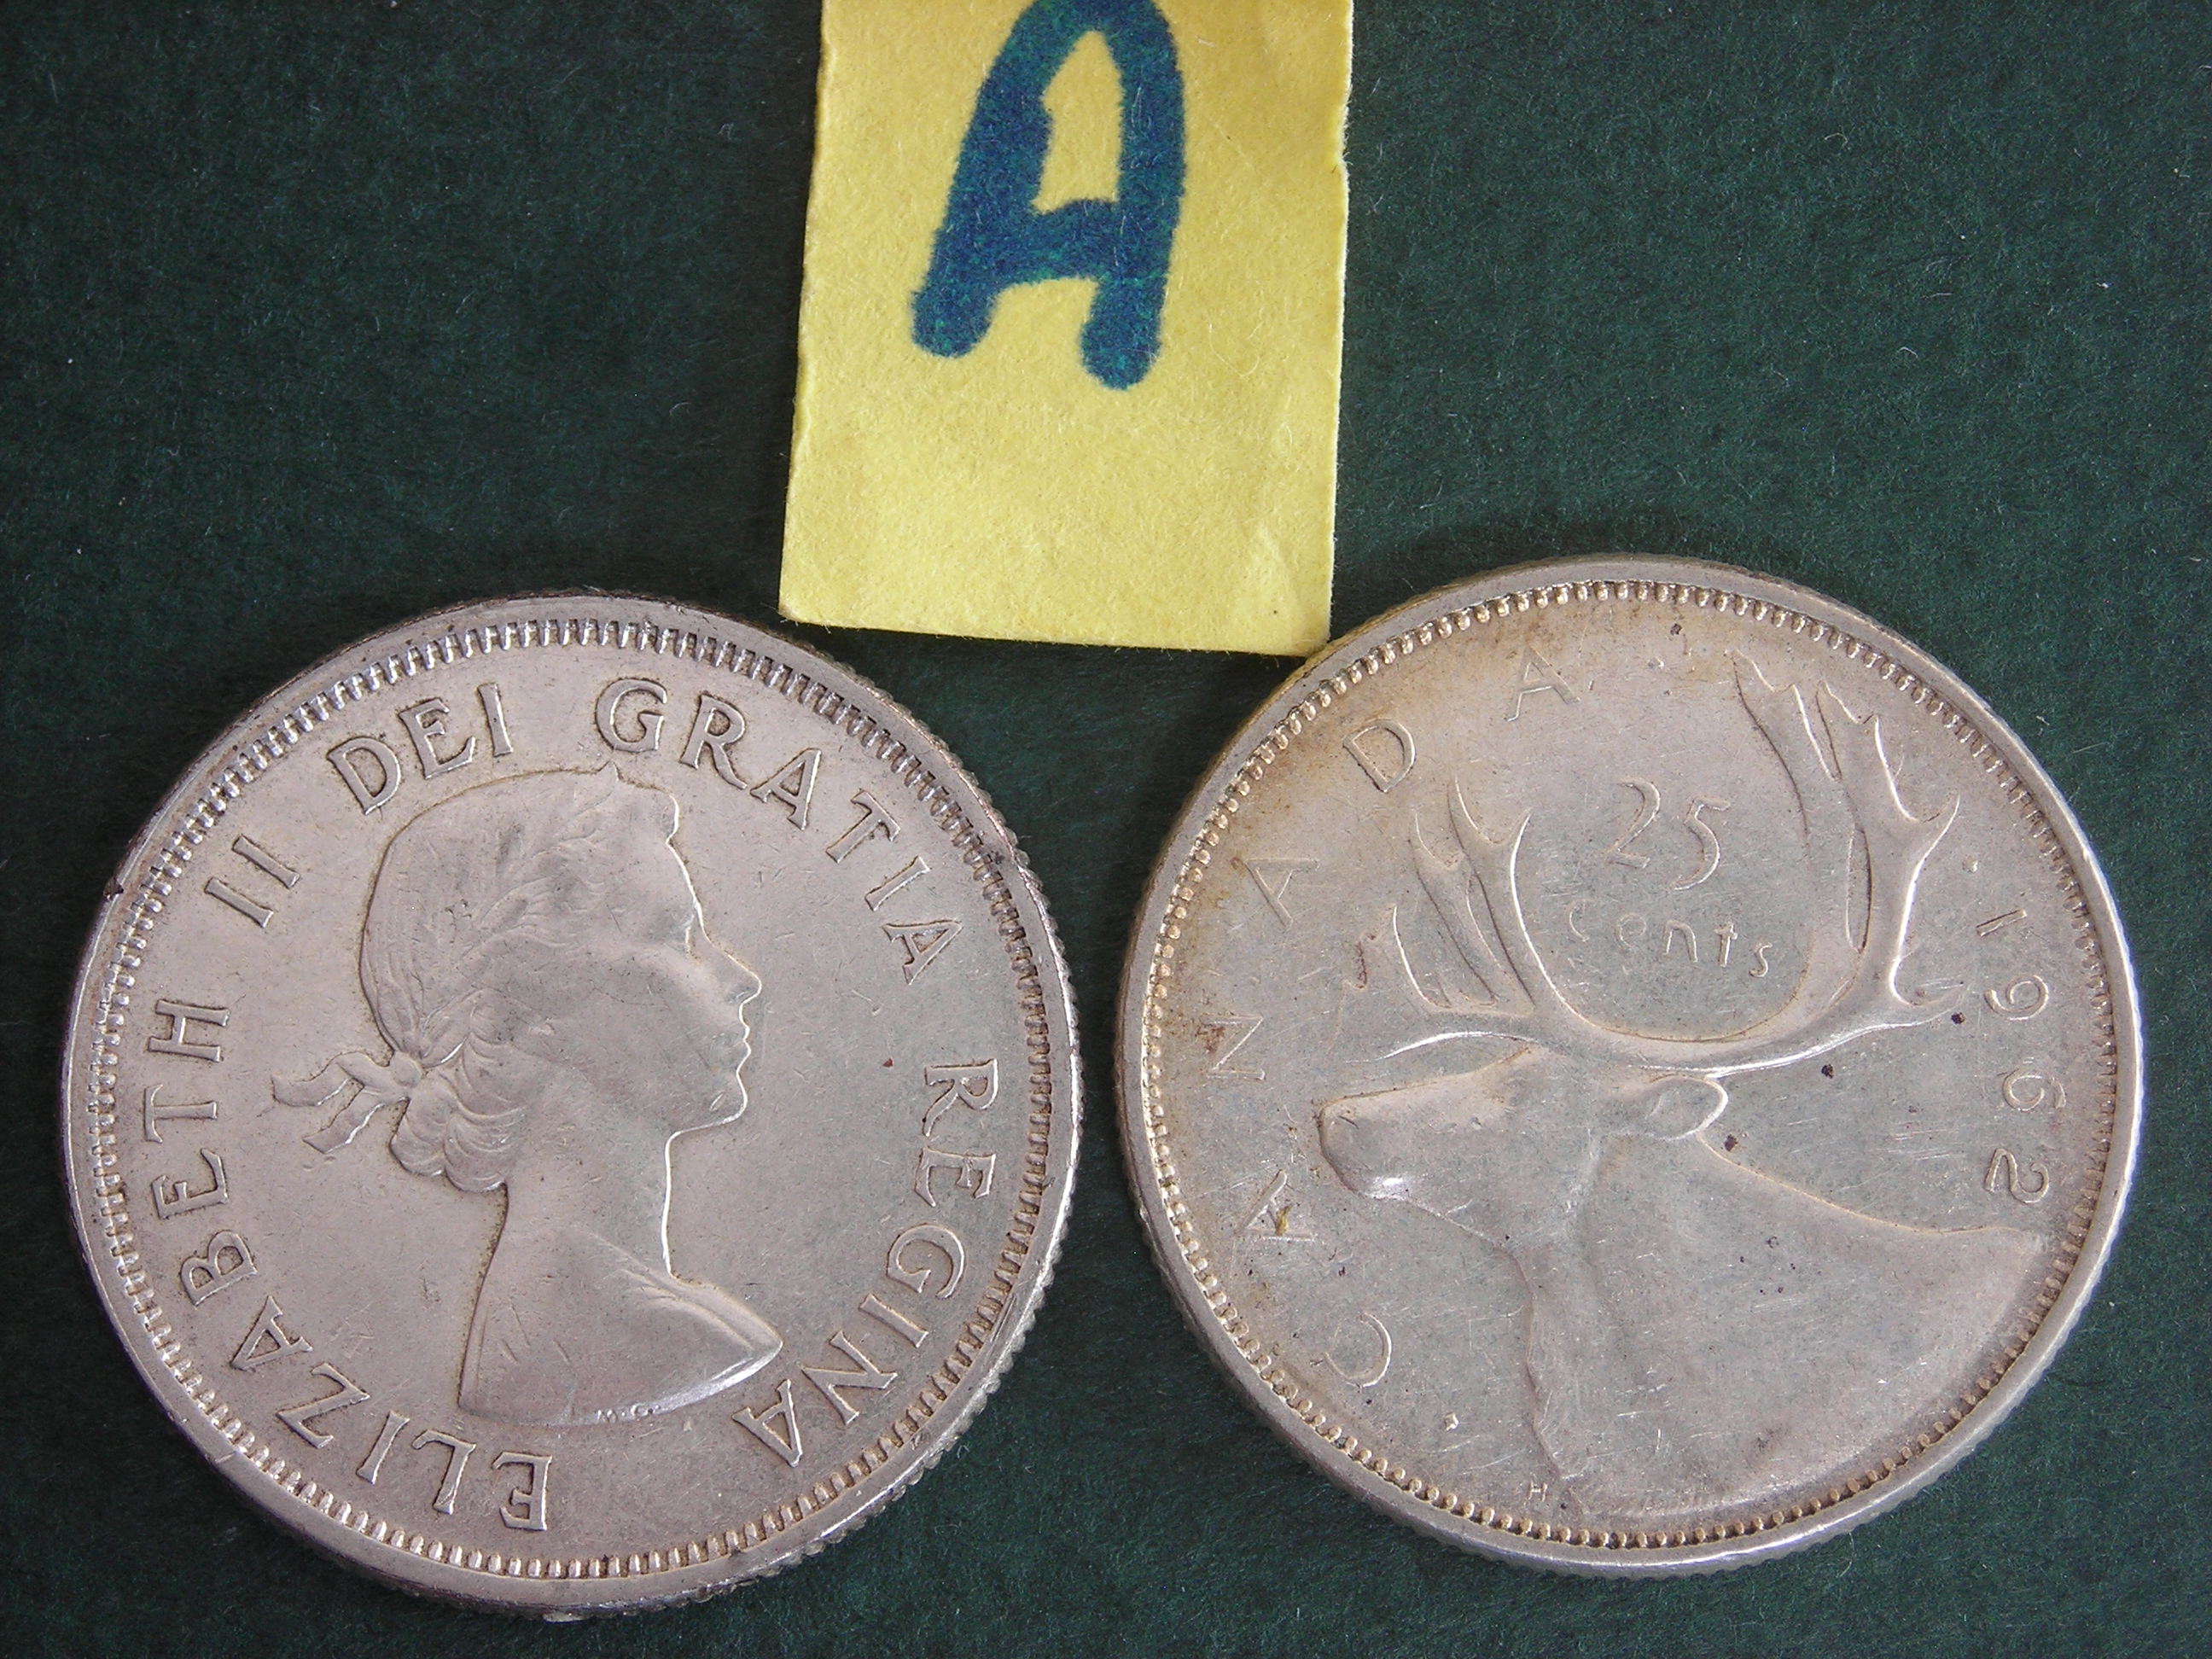 A
ELIZABETH II DEI GRATIA REGINA
M.G.
CANADA
25
cents
1962
H